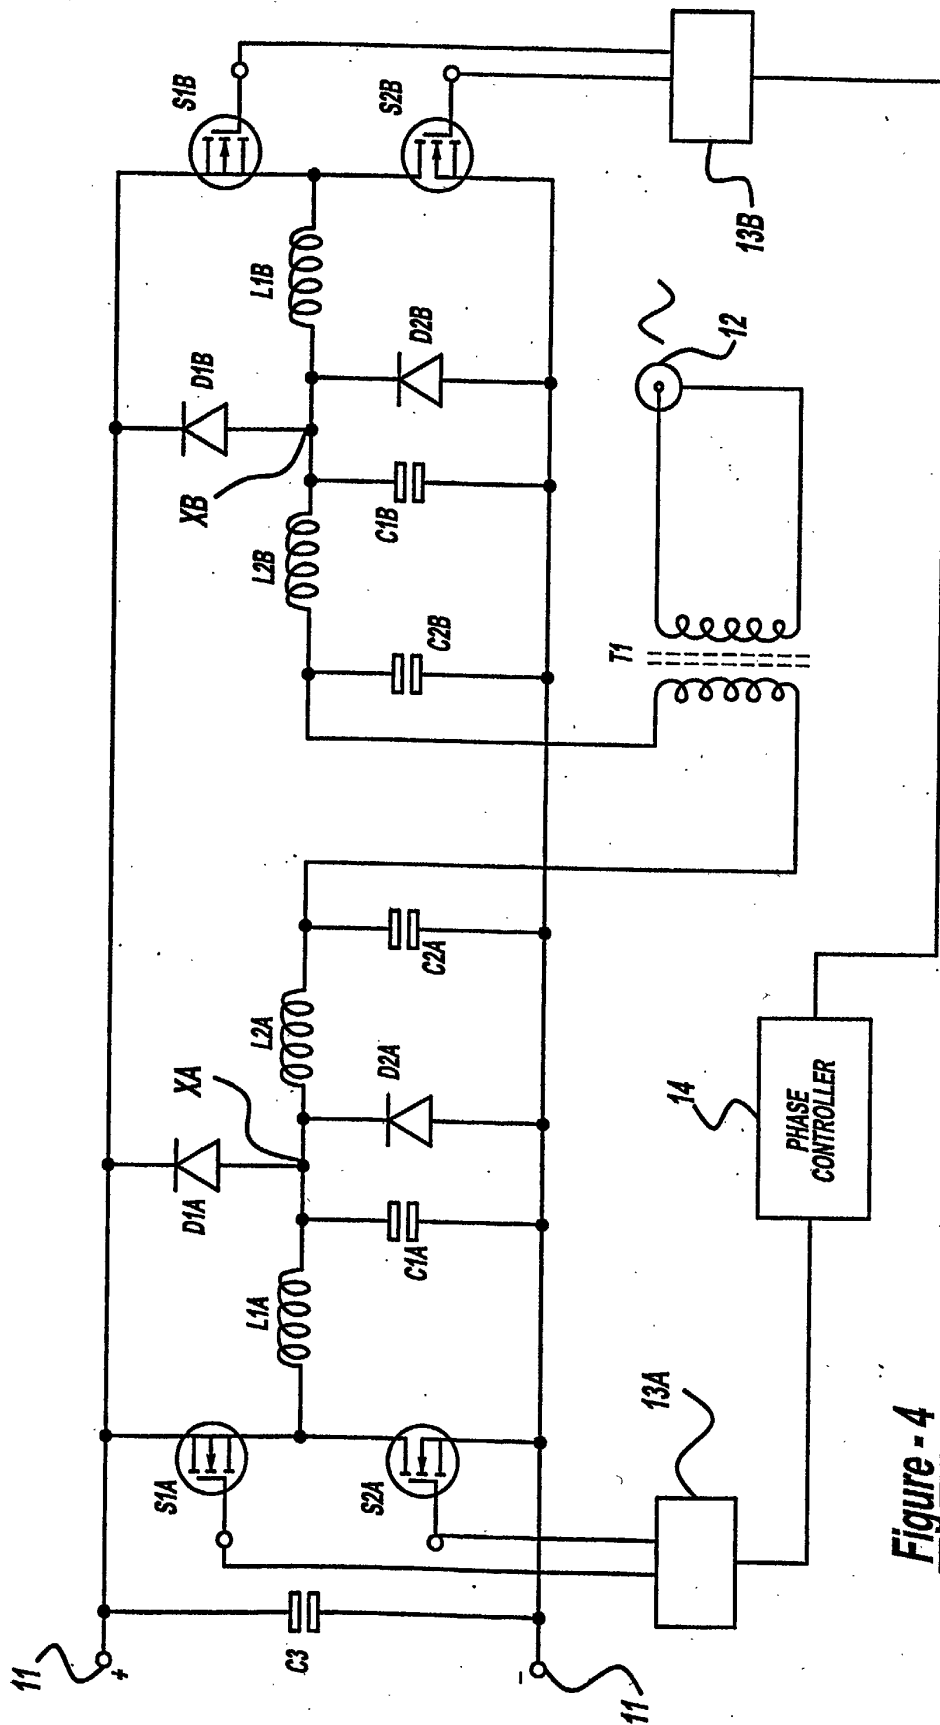 11
+
C3
-
11
S1A
S2A
13A
L1A
D1A
C1A
XA
D2A
L2A
C2A
14
PHASE
CONTROLLER
T1
C2B
L2B
C1B
XB
D1B
D2B
12
L1B
S1B
S2B
13B
Figure - 4